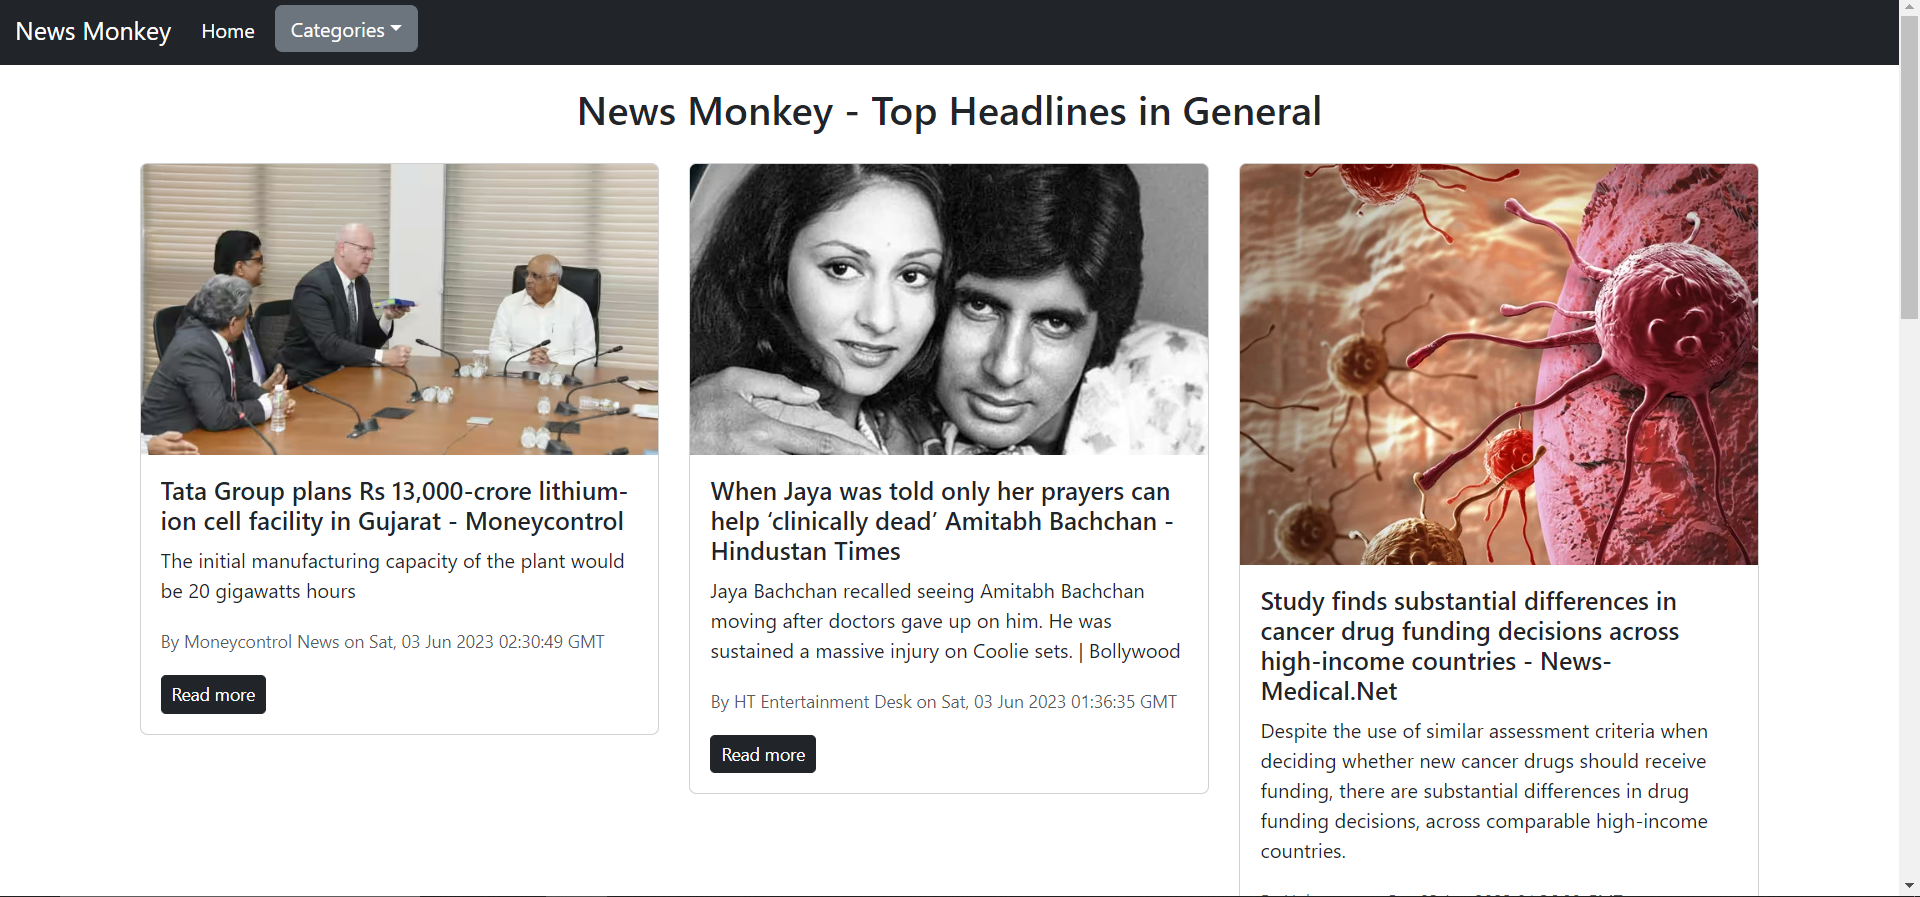 News Monkey Home Categories
News Monkey - Top Headlines in General
Tata Group plans Rs 13,000-crore lithium-
ion cell facility in Gujarat - Moneycontrol
The initial manufacturing capacity of the plant would
be 20 gigawatts hours
By Moneycontrol News on Sat, 03 Jun 2023 02:30:49 GMT
Read more
When Jaya was told only her prayers can
help ‘clinically dead’ Amitabh Bachchan -
Hindustan Times
Jaya Bachchan recalled seeing Amitabh Bachchan
moving after doctors gave up on him. He was
sustained a massive injury on Coolie sets. | Bollywood
By HT Entertainment Desk on Sat, 03 Jun 2023 01:36:35 GMT
Read more
Study finds substantial differences in
cancer drug funding decisions across
high-income countries - News-
Medical.Net
Despite the use of similar assessment criteria when
deciding whether new cancer drugs should receive
funding, there are substantial differences in drug
funding decisions, across comparable high-income
countries.